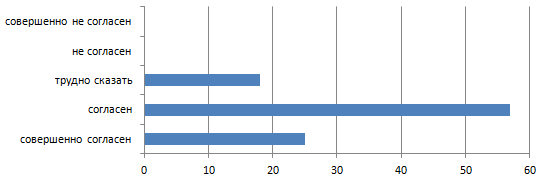 совершенно не согласен
не согласен
трудно сказать
согласен
совершенно согласен
0 10 20 30 40 50 60